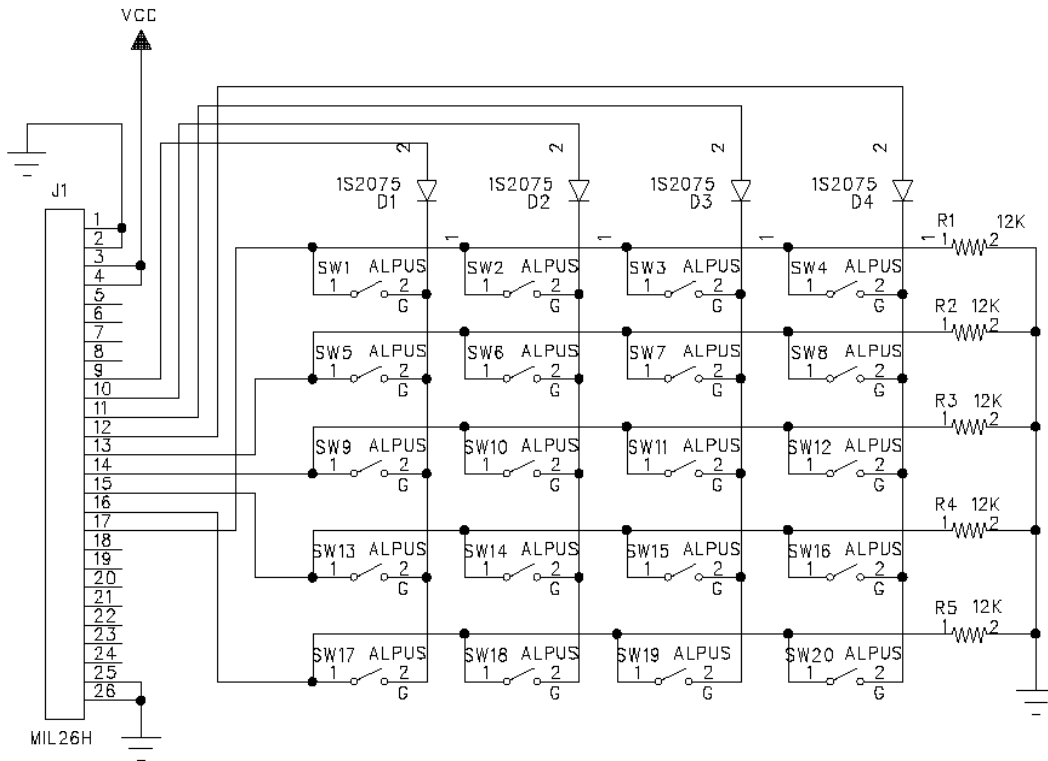 VCC
J1
1
2
3
4
5
6
7
8
9
10
11
12
13
14
15
16
17
18
19
20
21
22
23
24
25
26
MIL26H
2 2 2 2
1S2075 1S2075 1S2075 1S2075
D1 D2 D3 D4
1 1 1 1
R1 12K
1 2
SW1 ALPUS SW2 ALPUS SW3 ALPUS SW4 ALPUS
1 2 1 2 1 2 1 2
G G G G
R2 12K
1 2
SW5 ALPUS SW6 ALPUS SW7 ALPUS SW8 ALPUS
1 2 1 2 1 2 1 2
G G G G
R3 12K
1 2
SW9 ALPUS SW10 ALPUS SW11 ALPUS SW12 ALPUS
1 2 1 2 1 2 1 2
G G G G
R4 12K
1 2
SW13 ALPUS SW14 ALPUS SW15 ALPUS SW16 ALPUS
1 2 1 2 1 2 1 2
G G G G
R5 12K
1 2
SW17 ALPUS SW18 ALPUS SW19 ALPUS SW20 ALPUS
1 2 1 2 1 2 1 2
G G G G